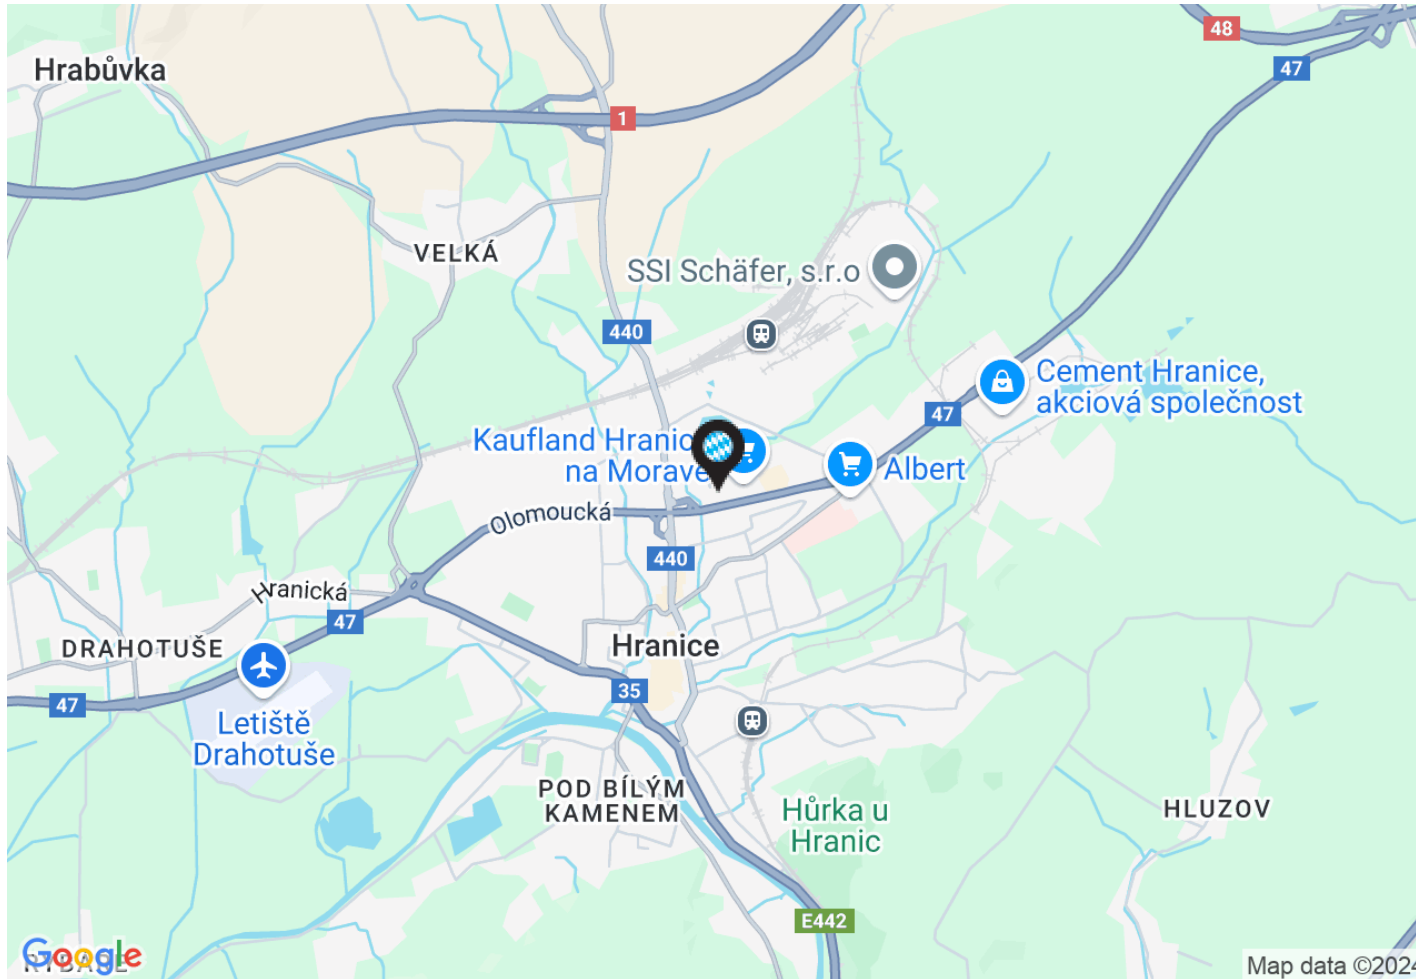 48
Hrabůvka
47
1
VELKÁ
SSI Schäfer, s.r.o
440
Cement Hranice,
akciová společnost
47
Kaufland Hranic
na Moravě
Albert
Olomoucká
440
Hranická
47
DRAHOTUŠE
Hranice
35
47
Letiště
Drahotuše
POD BÍLÝM
KAMENEM
Hůrka u
Hranic
HLUZOV
E442
Google
Map data ©2024